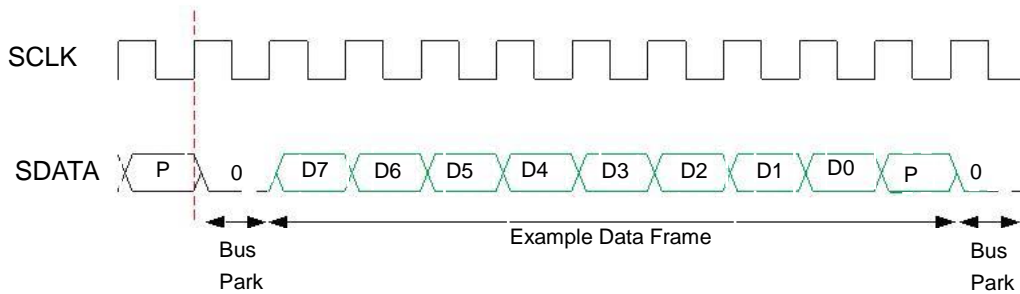 SCLK
SDATA
P 0 D7 D6 D5 D4 D3 D2 D1 D0 P 0
Bus Park
Example Data Frame
Bus Park